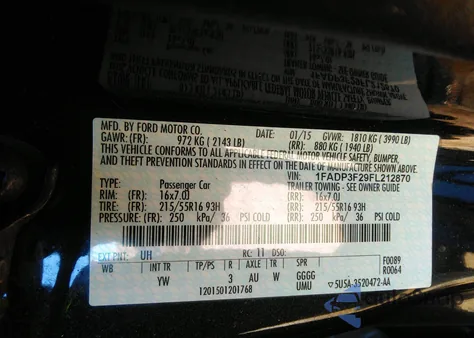 MFD. BY FORD MOTOR CO. DATE: 01/15 GVWR: 1810 KG ( 3990 LB)
GAWR: (FR): 972 KG ( 2143 LB) (RR): 880 KG ( 1940 LB)
THIS VEHICLE CONFORMS TO ALL APPLICABLE FEDERAL MOTOR VEHICLE SAFETY, BUMPER,
AND THEFT PREVENTION STANDARDS IN EFFECT ON THE DATE OF MANUFACTURE SHOWN ABOVE.
VIN: 1FADP3F29FL212870
TYPE: Passenger Car TRAILER TOWING - SEE OWNER GUIDE
RIM: (FR): 16x7.0J (RR): 16x7.0J
TIRE: (FR): 215/55R16 93H (RR): 215/55R16 93H
PRESSURE: (FR): 250 kPa/ 36 PSI COLD (RR): 250 kPa/ 36 PSI COLD
EXT PNT: UH RC: 11 DSO: F0089
WB INT TR TP/PS R AXLE TR SPR R0064
YW 3 AU W GGGG
UMU
1201501201768 5U5A-3520472-AA